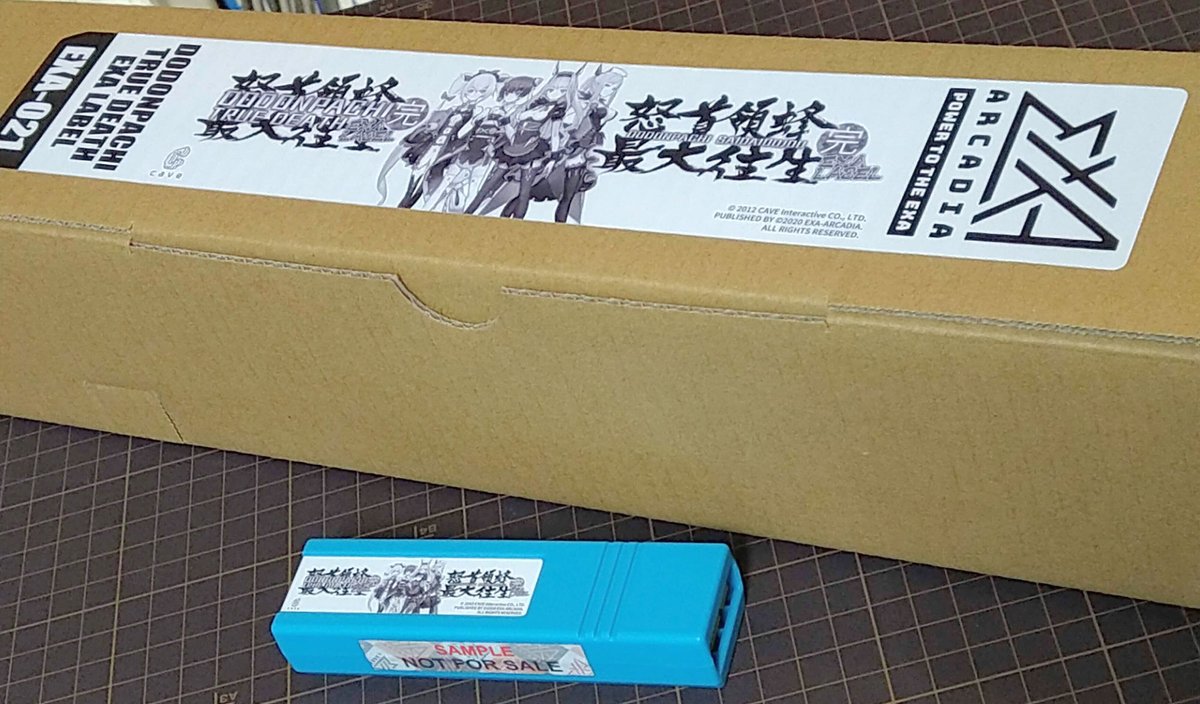 EXA-021
DODONPACHI
TRUE DEATH
EXA LABEL
cave
怒首領蜂
DODONPACHI 完
TRUE DEATH
最大往生
怒首領蜂
DODONPACHI SAIDAIOUJOU 完
最大往生
EXA
LABEL
© 2012 CAVE Interactive CO., LTD.
PUBLISHED BY ©2020 EXA-ARCADIA.
ALL RIGHTS RESERVED.
POWER TO THE EXA
ARCADIA
EXA
怒首領蜂
最大往生
怒首領蜂
最大往生
SAMPLE
NOT FOR SALE
B4
A3